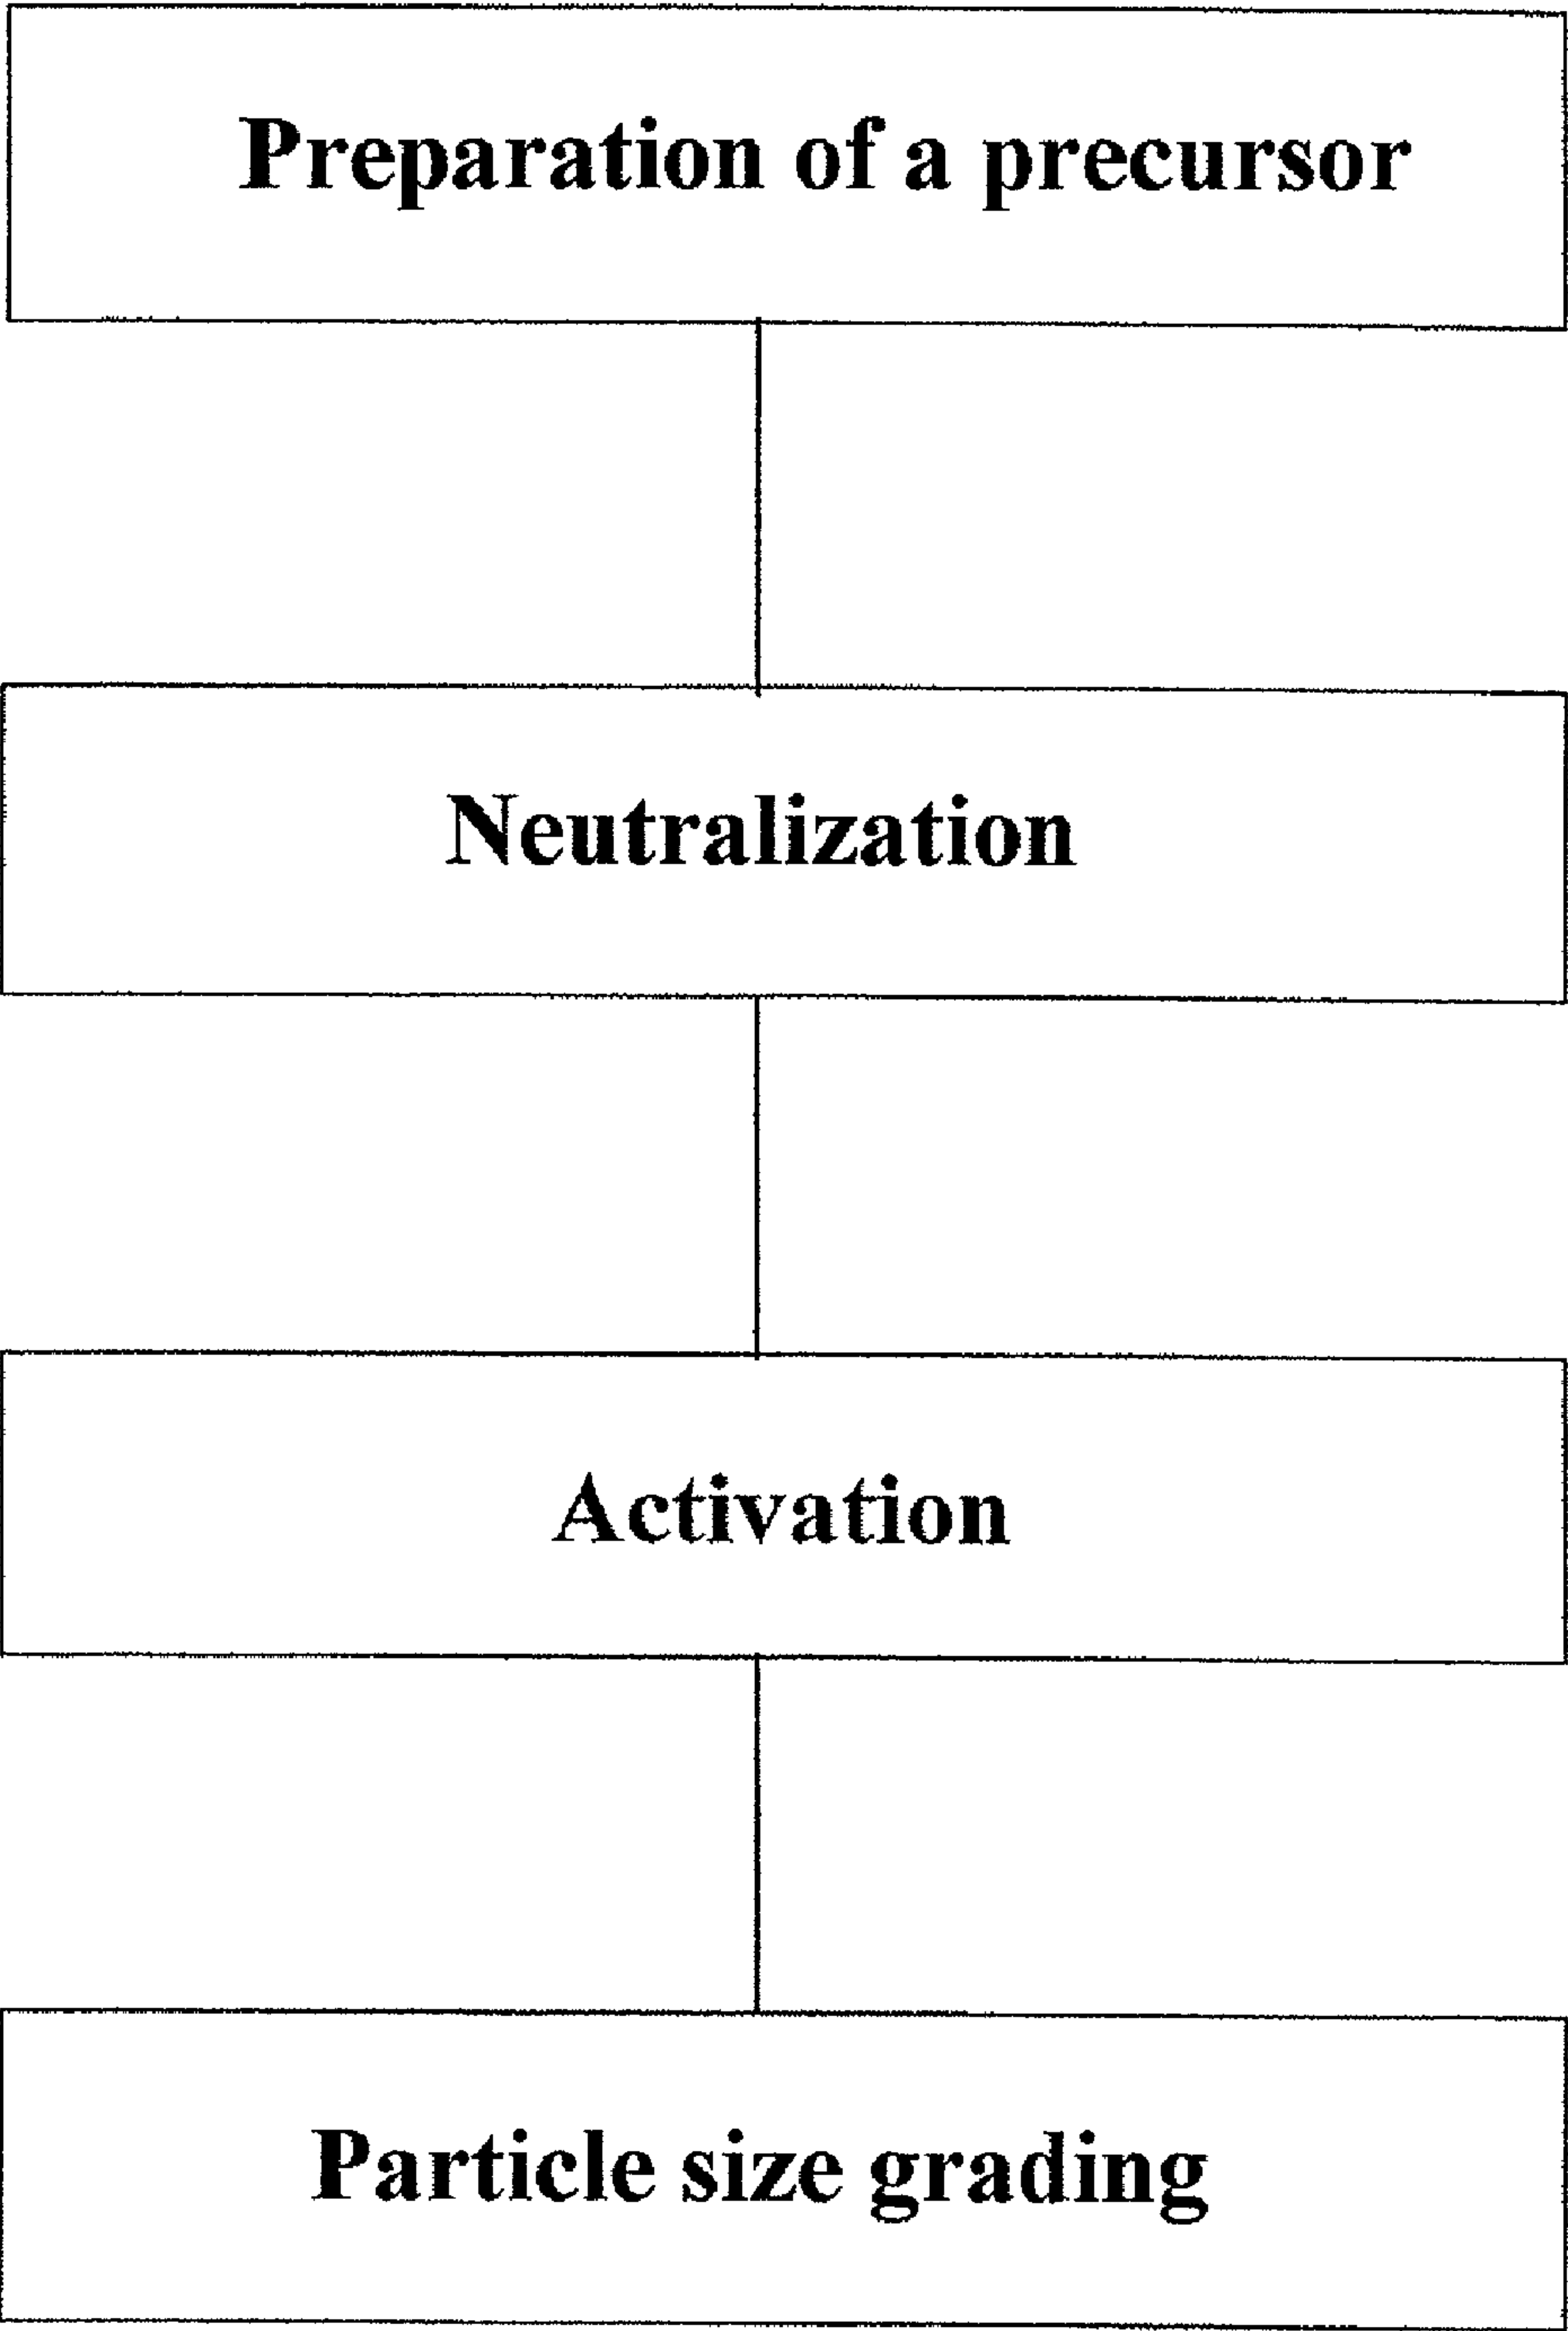 Preparation of a precursor
Neutralization
Activation
Particle size grading